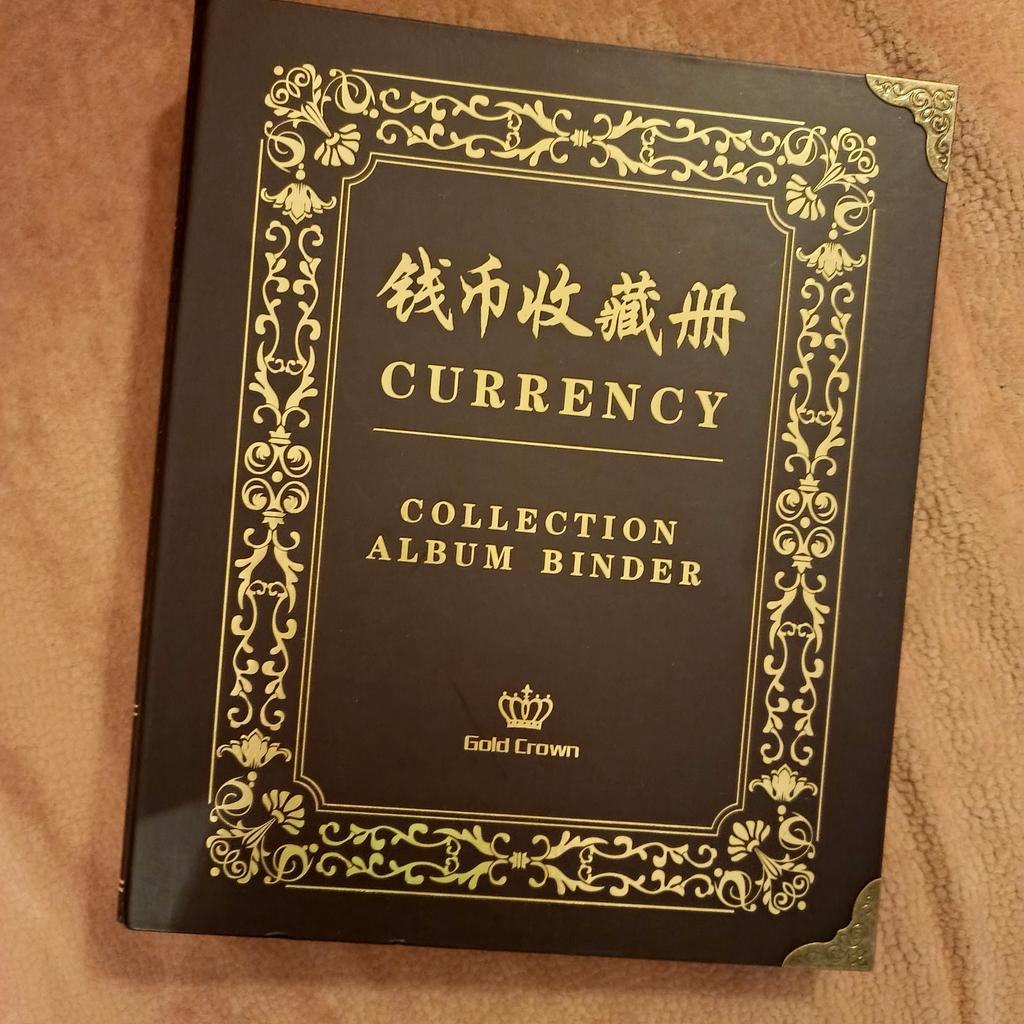 钱币收藏册
CURRENCY
COLLECTION
ALBUM BINDER
Gold Crown